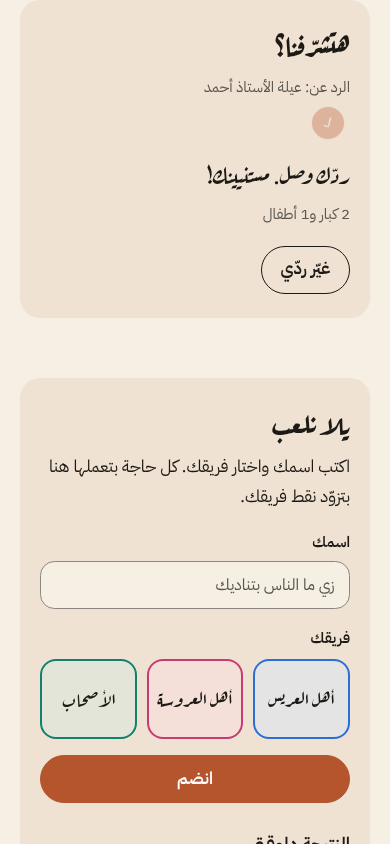 هتشرّفنا؟
الرد عن: عيلة الأستاذ أحمد
ردّك وصل. مستنيينك!
2 كبار و1 أطفال
غيّر ردّي
يلا نلعب
اكتب اسمك واختار فريقك. كل حاجة بتعملها هنا
بتزوّد نقط فريقك.
اسمك
زي ما الناس بتناديك
فريقك
أهل العريس
أهل العروسة
الأصحاب
انضم